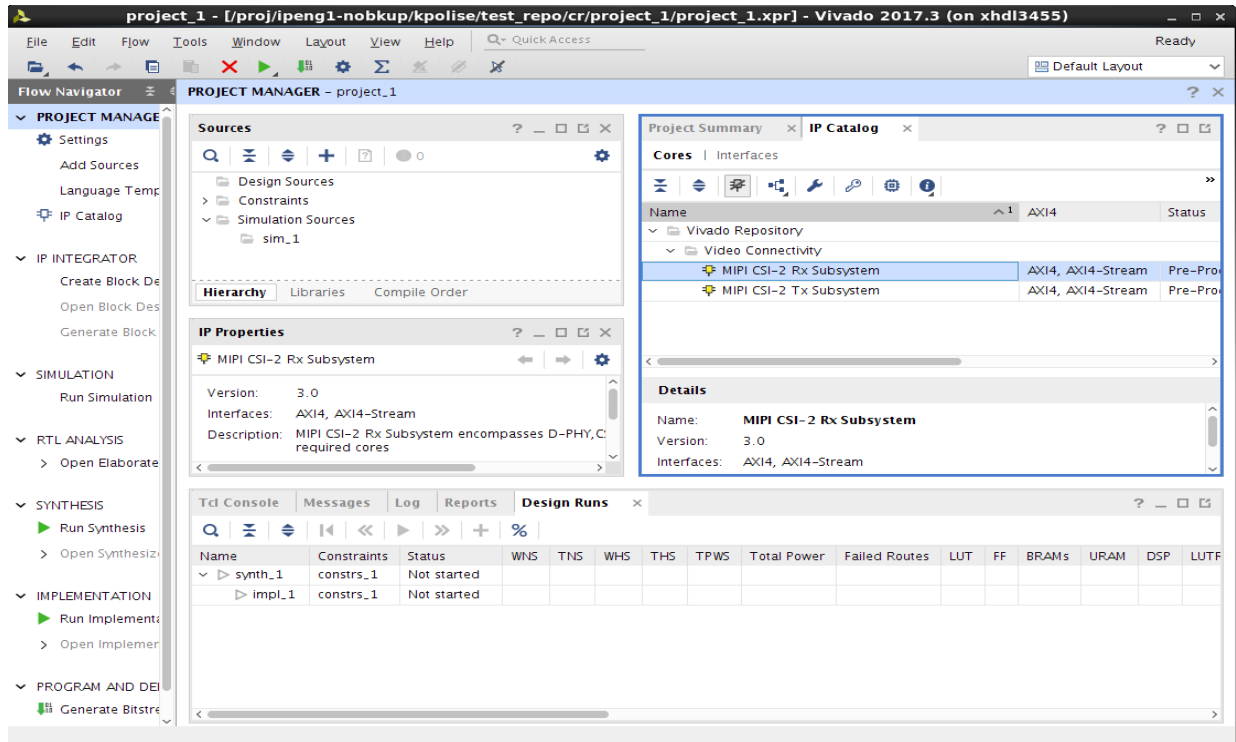 project_1 - [/proj/ipeng1-nobkup/kpolise/test_repo/cr/project_1/project_1.xpr] - Vivado 2017.3 (on xhdl3455)
File Edit Flow Tools Window Layout View Help Quick Access Ready
Default Layout
Flow Navigator
PROJECT MANAGE
Settings
Add Sources
Language Temp
IP Catalog
IP INTEGRATOR
Create Block De
Open Block Des
Generate Block
SIMULATION
Run Simulation
RTL ANALYSIS
Open Elaborate
SYNTHESIS
Run Synthesis
Open Synthesiz
IMPLEMENTATION
Run Implementa
Open Implemen
PROGRAM AND DE
Generate Bitstre
PROJECT MANAGER - project_1
Sources
0
Design Sources
Constraints
Simulation Sources
sim_1
Hierarchy Libraries Compile Order
IP Properties
MIPI CSI-2 Rx Subsystem
Version: 3.0
Interfaces: AXI4, AXI4-Stream
Description: MIPI CSI-2 Rx Subsystem encompasses D-PHY,C
required cores
Project Summary IP Catalog
Cores | Interfaces
Name 1 AXI4 Status
Vivado Repository
Video Connectivity
MIPI CSI-2 Rx Subsystem AXI4, AXI4-Stream Pre-Pro
MIPI CSI-2 Tx Subsystem AXI4, AXI4-Stream Pre-Pro
Details
Name: MIPI CSI-2 Rx Subsystem
Version: 3.0
Interfaces: AXI4, AXI4-Stream
Tcl Console Messages Log Reports Design Runs
Name Constraints Status WNS TNS WHS THS TPWS Total Power Failed Routes LUT FF BRAMs URAM DSP LUTR
synth_1 constrs_1 Not started
impl_1 constrs_1 Not started